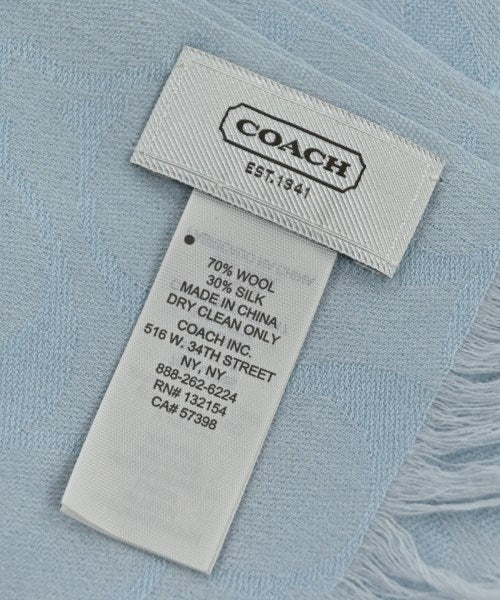 COACH
EST. 1941
70% WOOL
30% SILK
MADE IN CHINA
DRY CLEAN ONLY
COACH INC.
516 W. 34TH STREET
NY, NY
888-262-6224
RN# 132154
CA# 57398